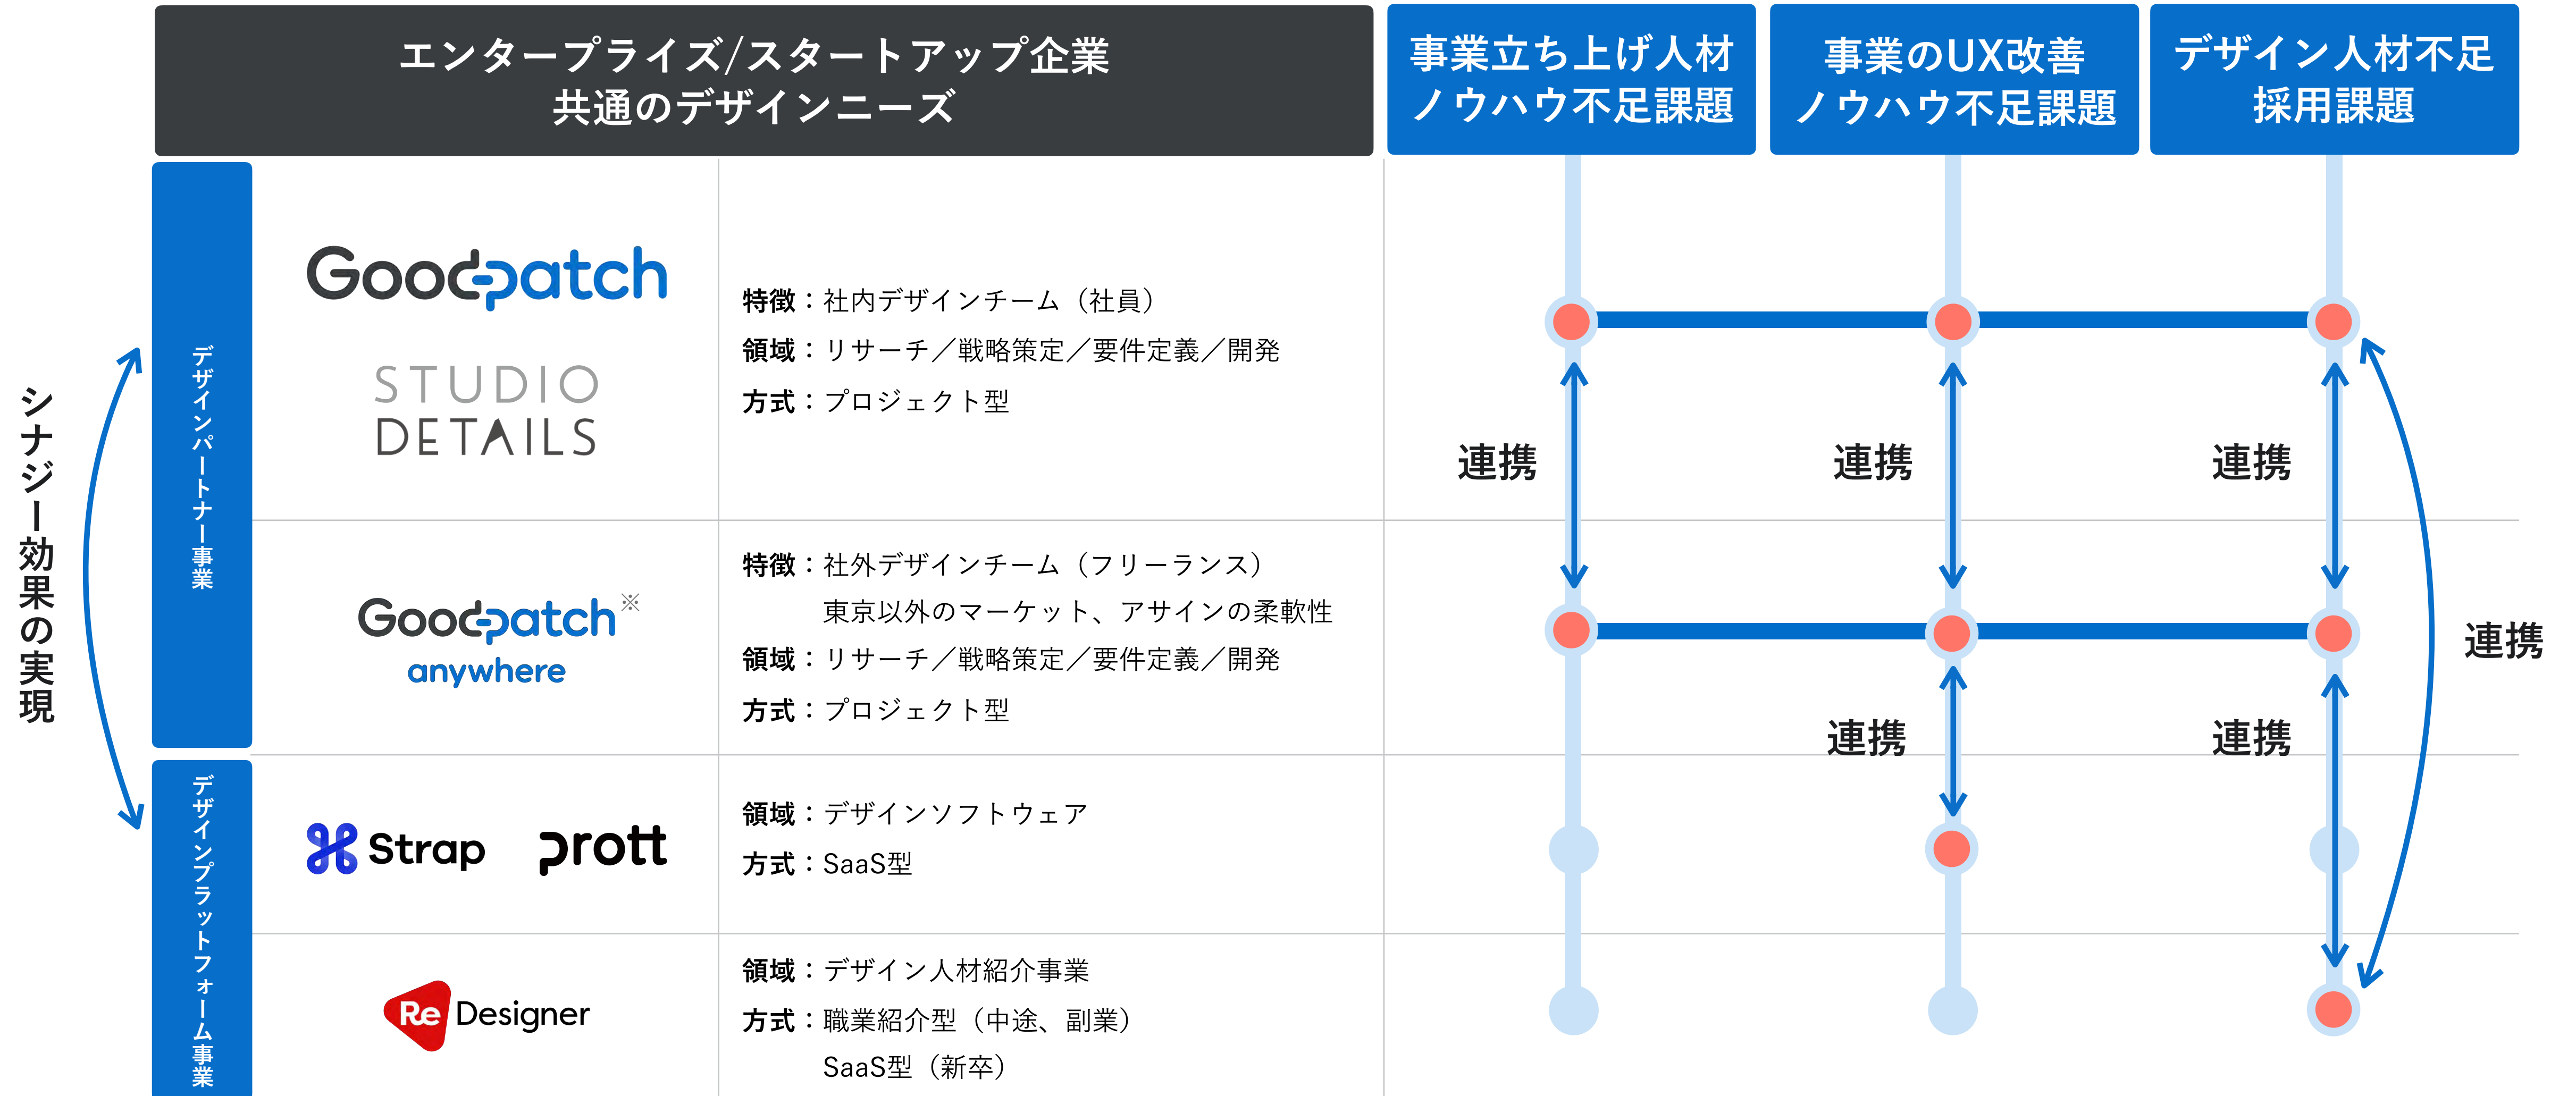 エンタープライズ/スタートアップ企業
共通のデザインニーズ
事業立ち上げ人材
ノウハウ不足課題
事業のUX改善
ノウハウ不足課題
デザイン人材不足
採用課題
シナジー効果の実現
デザインパートナー事業
Goodpatch
STUDIO
DETAILS
特徴：社内デザインチーム（社員）
領域：リサーチ／戦略策定／要件定義／開発
方式：プロジェクト型
連携
連携
連携
Goodpatch※
anywhere
特徴：社外デザインチーム（フリーランス）
東京以外のマーケット、アサインの柔軟性
領域：リサーチ／戦略策定／要件定義／開発
方式：プロジェクト型
連携
連携
連携
デザインプラットフォーム事業
Strap
prott
領域：デザインソフトウェア
方式：SaaS型
Re Designer
領域：デザイン人材紹介事業
方式：職業紹介型（中途、副業）
SaaS型（新卒）